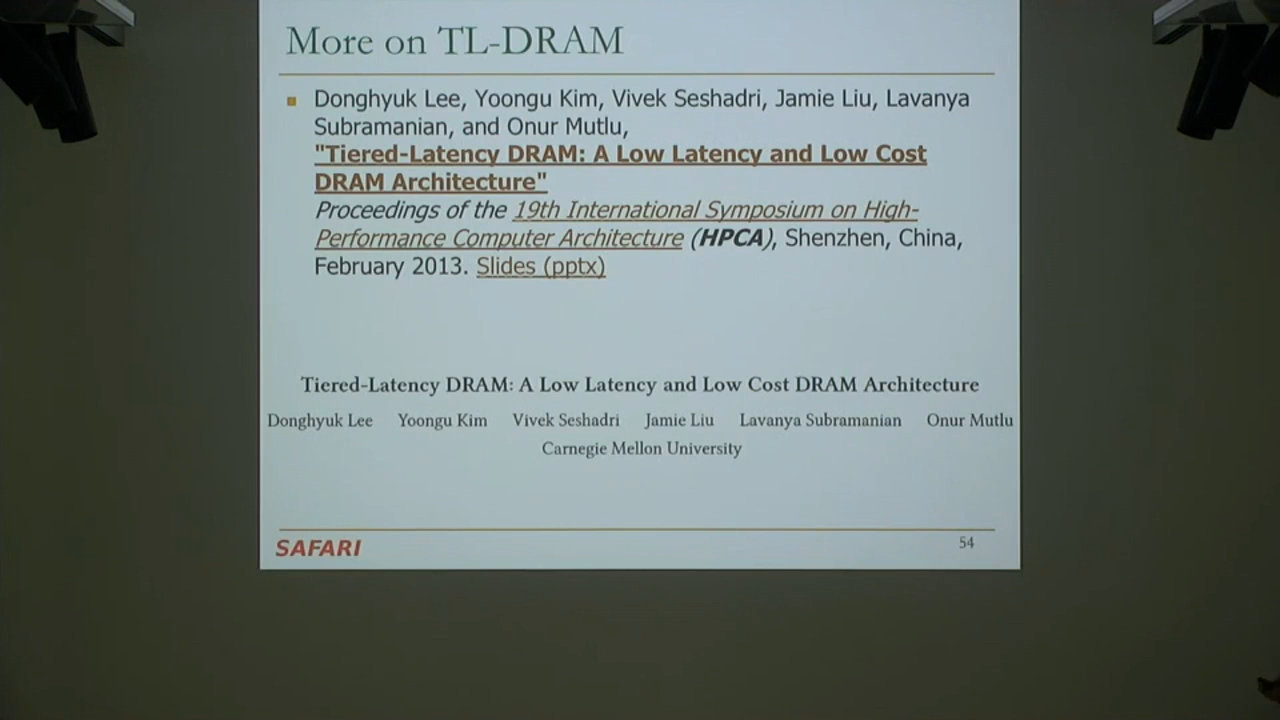 More on TL-DRAM
Donghyuk Lee, Yoongu Kim, Vivek Seshadri, Jamie Liu, Lavanya
Subramanian, and Onur Mutlu,
"Tiered-Latency DRAM: A Low Latency and Low Cost
DRAM Architecture"
Proceedings of the 19th International Symposium on High-
Performance Computer Architecture (HPCA), Shenzhen, China,
February 2013. Slides (pptx)
Tiered-Latency DRAM: A Low Latency and Low Cost DRAM Architecture
Donghyuk Lee Yoongu Kim Vivek Seshadri Jamie Liu Lavanya Subramanian Onur Mutlu
Carnegie Mellon University
SAFARI 54